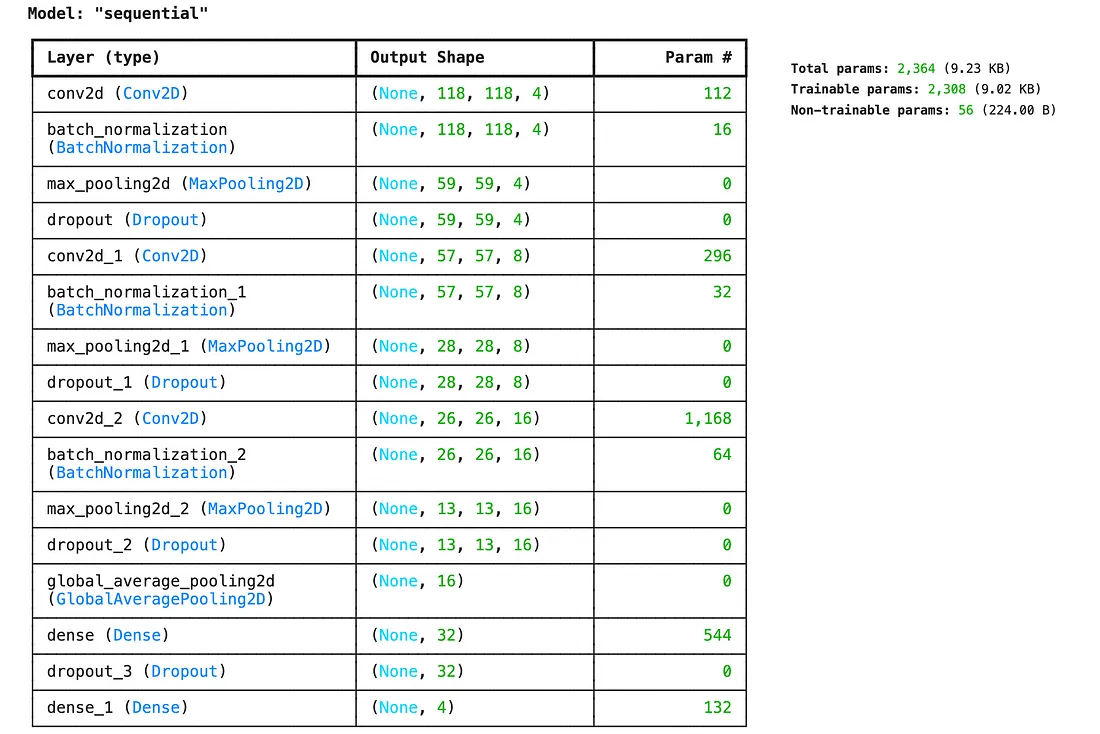 Model: "sequential"
Layer (type) Output Shape Param #
conv2d (Conv2D) (None, 118, 118, 4) 112
batch_normalization (None, 118, 118, 4) 16
(BatchNormalization)
max_pooling2d (MaxPooling2D) (None, 59, 59, 4) 0
dropout (Dropout) (None, 59, 59, 4) 0
conv2d_1 (Conv2D) (None, 57, 57, 8) 296
batch_normalization_1 (None, 57, 57, 8) 32
(BatchNormalization)
max_pooling2d_1 (MaxPooling2D) (None, 28, 28, 8) 0
dropout_1 (Dropout) (None, 28, 28, 8) 0
conv2d_2 (Conv2D) (None, 26, 26, 16) 1,168
batch_normalization_2 (None, 26, 26, 16) 64
(BatchNormalization)
max_pooling2d_2 (MaxPooling2D) (None, 13, 13, 16) 0
dropout_2 (Dropout) (None, 13, 13, 16) 0
global_average_pooling2d (None, 16) 0
(GlobalAveragePooling2D)
dense (Dense) (None, 32) 544
dropout_3 (Dropout) (None, 32) 0
dense_1 (Dense) (None, 4) 132
Total params: 2,364 (9.23 KB)
Trainable params: 2,308 (9.02 KB)
Non-trainable params: 56 (224.00 B)